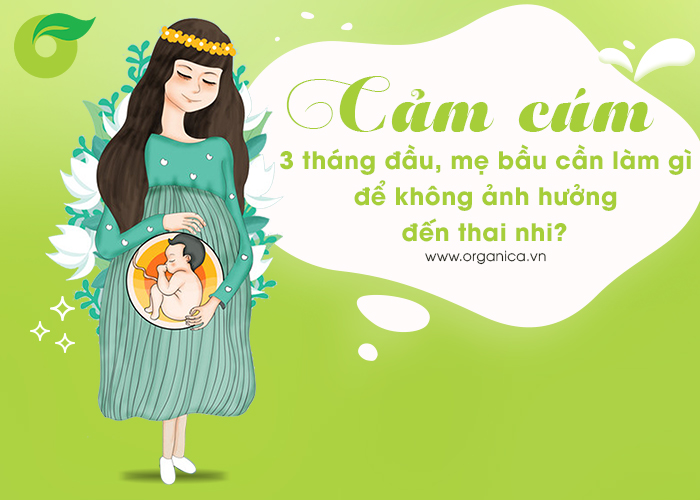 Cảm cúm
3 tháng đầu, mẹ bầu cần làm gì
để không ảnh hưởng
đến thai nhi?
www.organica.vn